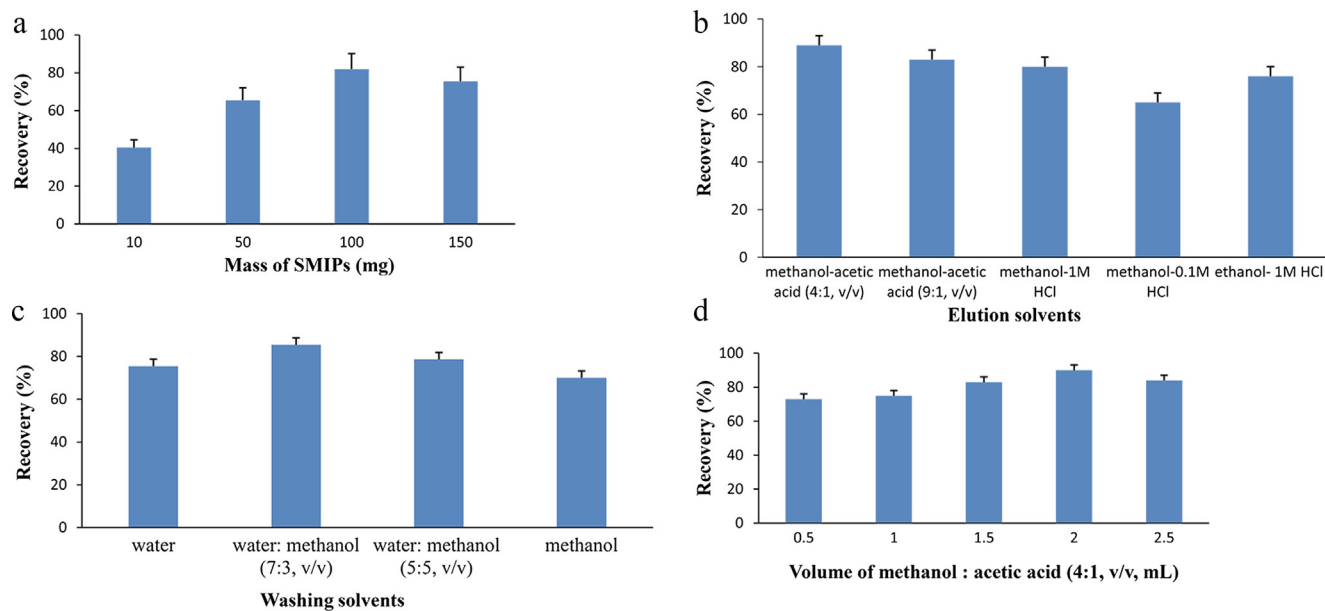 a
100
80
60
40
20
0
Recovery (%)
10 50 100 150
Mass of SMIPs (mg)
b
100
80
60
40
20
0
Recovery (%)
methanol-acetic acid (4:1, v/v)
methanol-acetic acid (9:1, v/v)
methanol-1M HCl
methanol-0.1M HCl
ethanol- 1M HCl
Elution solvents
c
100
80
60
40
20
0
Recovery (%)
water
water: methanol
(7:3, v/v)
water: methanol
(5:5, v/v)
methanol
Washing solvents
d
100
80
60
40
20
0
Recovery (%)
0.5 1 1.5 2 2.5
Volume of methanol : acetic acid (4:1, v/v, mL)